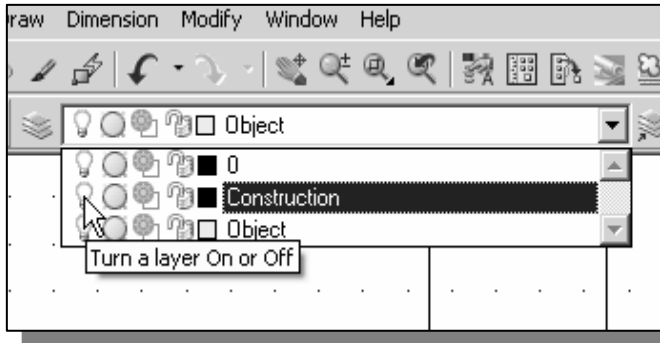 raw Dimension Modify Window Help
Object
0
Construction
Object
Turn a layer On or Off